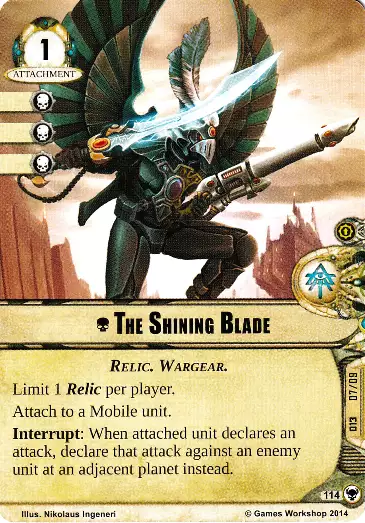 1
ATTACHMENT
THE SHINING BLADE
RELIC. WARGEAR.
Limit 1 Relic per player.
Attach to a Mobile unit.
Interrupt: When attached unit declares an
attack, declare that attack against an enemy
unit at an adjacent planet instead.
013 07/09
114
Illus. Nikolaus Ingeneri
© Games Workshop 2014